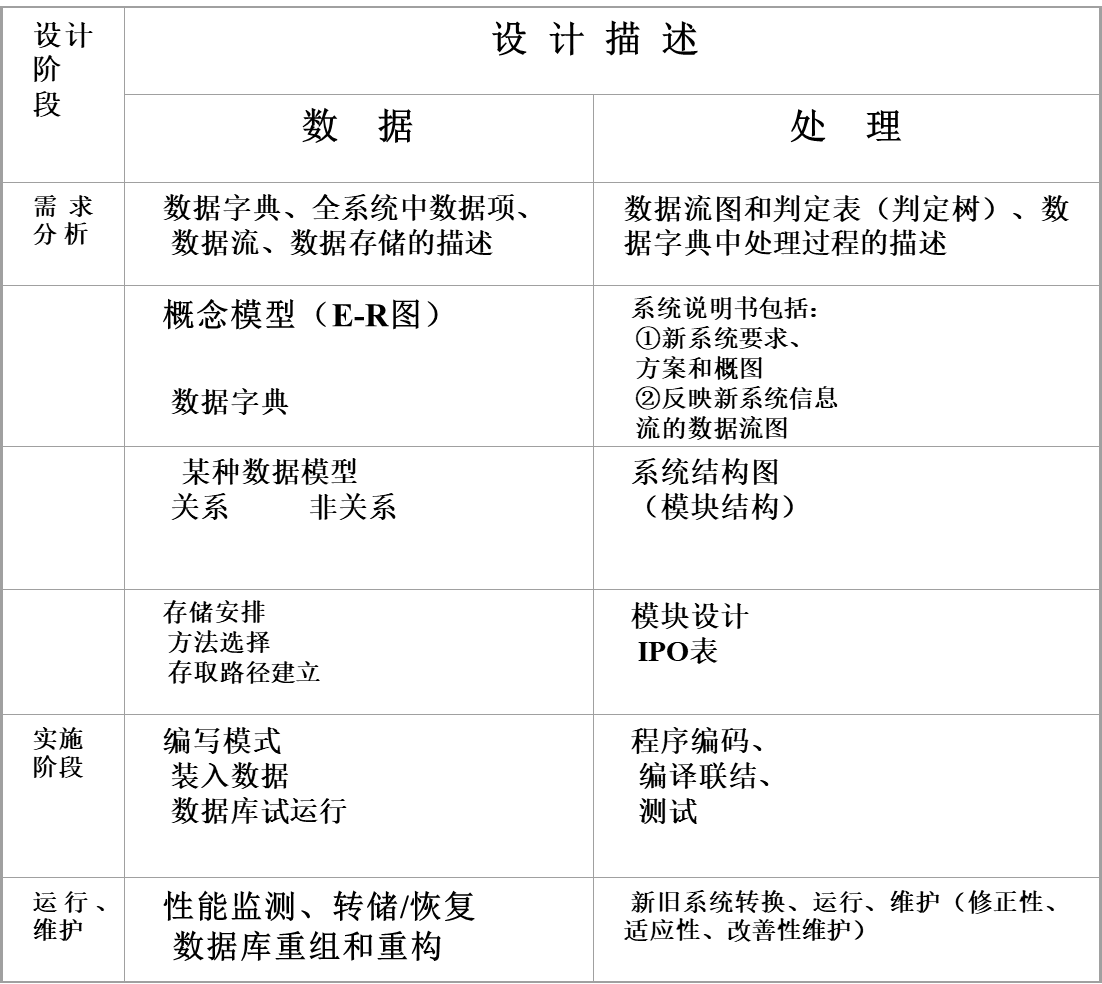 设计
阶
段
设 计 描 述
数 据
处 理
需 求
分 析
数据字典、全系统中数据项、
数据流、数据存储的描述
数据流图和判定表（判定树）、数
据字典中处理过程的描述
概念模型（E-R图）
数据字典
系统说明书包括：
①新系统要求、
方案和概图
②反映新系统信息
流的数据流图
某种数据模型
关系 非关系
系统结构图
（模块结构）
存储安排
方法选择
存取路径建立
模块设计
IPO表
实施
阶段
编写模式
装入数据
数据库试运行
程序编码、
编译联结、
测试
运 行 、
维护
性能监测、转储/恢复
数据库重组和重构
新旧系统转换、运行、维护（修正性、
适应性、改善性维护）